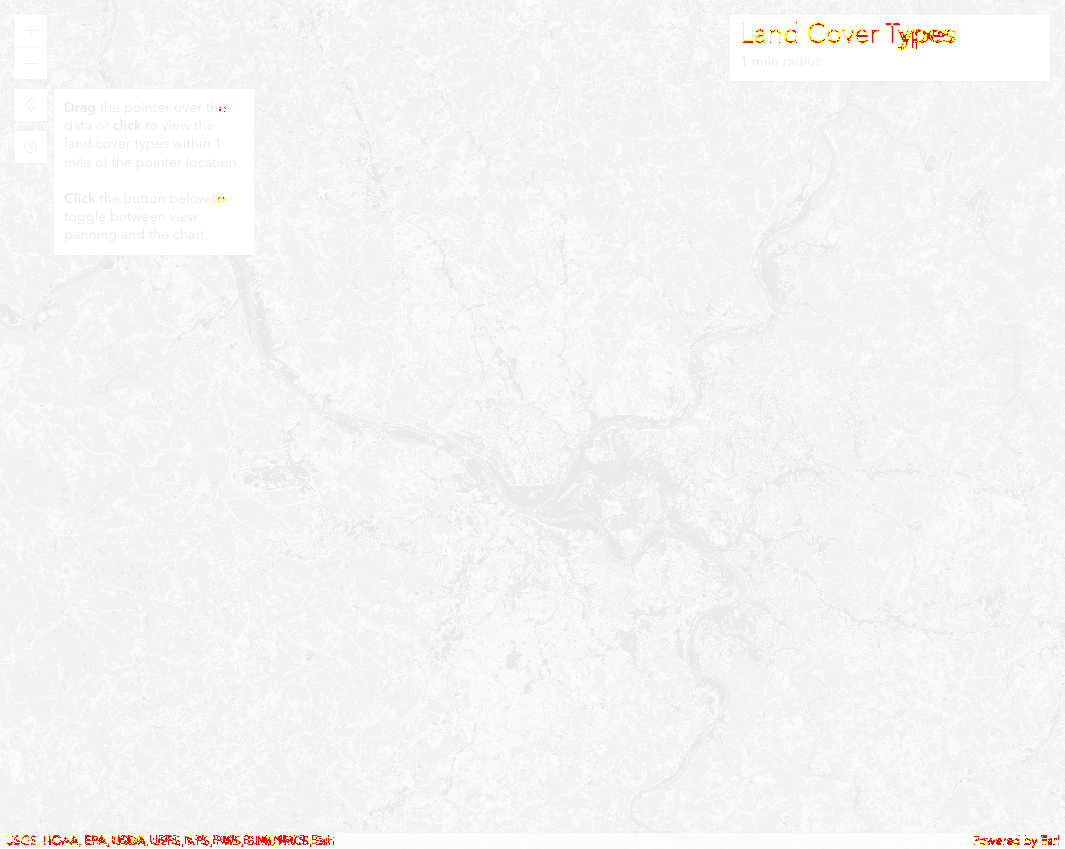 Land Cover Types
1 mile radius
Drag the pointer over the
data or click to view the
land cover types within 1
mile of the pointer location.
Click the button below to
toggle between view
panning and the chart.
USGS, NOAA, EPA, USDA, USFS, NPS, FWS, BLM, NRCS, Esri
Powered by Esri